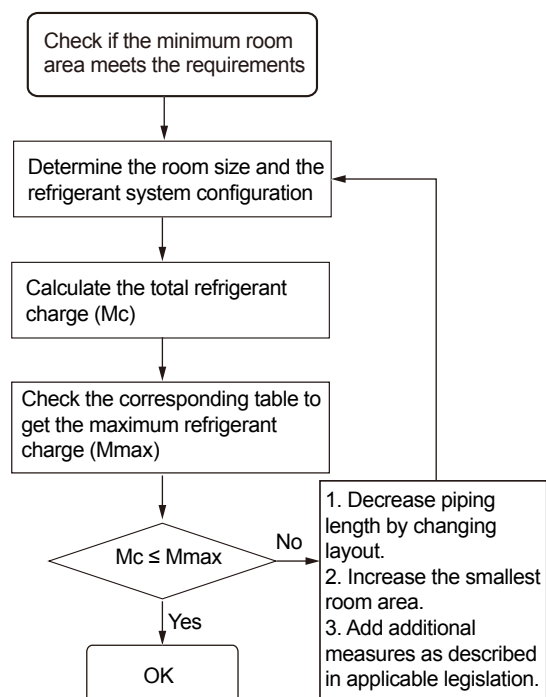 Check if the minimum room
area meets the requirements
Determine the room size and the
refrigerant system configuration
Calculate the total refrigerant
charge (Mc)
Check the corresponding table to
get the maximum refrigerant
charge (Mmax)
Mc ≤ Mmax
No
1. Decrease piping
length by changing
layout.
2. Increase the smallest
room area.
3. Add additional
measures as described
in applicable legislation.
Yes
OK